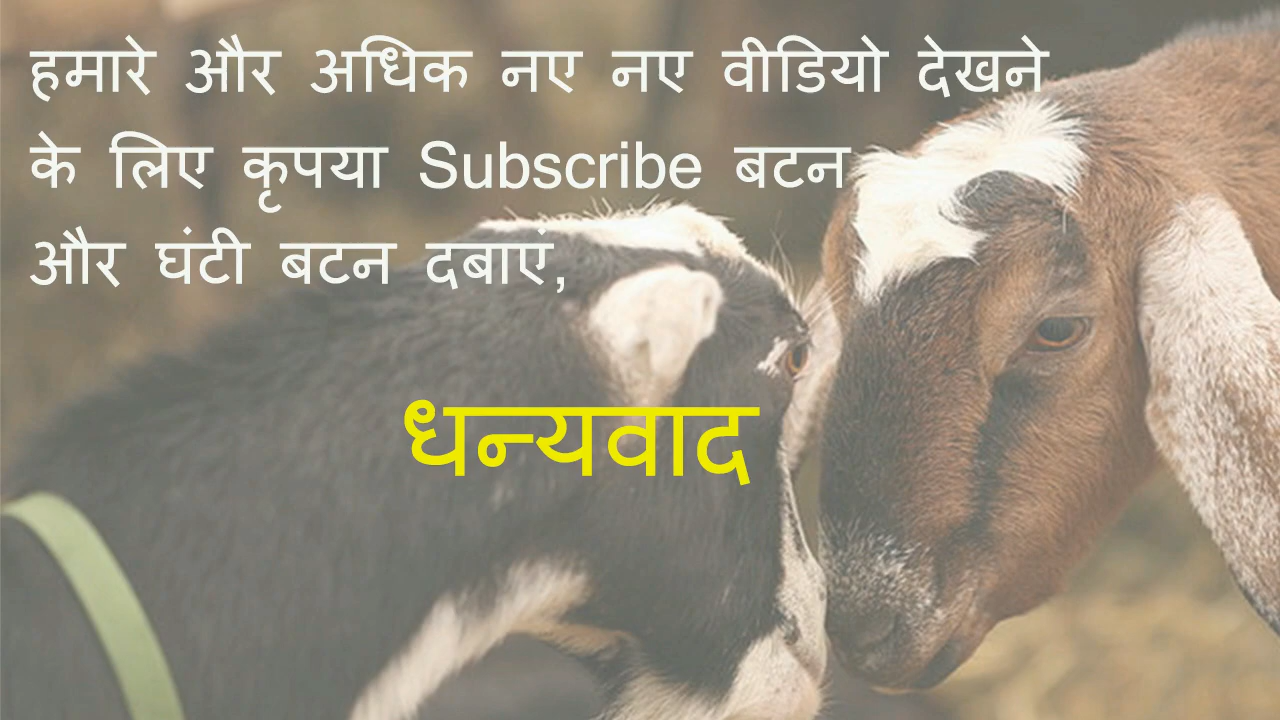 हमारे और अधिक नए नए वीडियो देखने
के लिए कृपया Subscribe बटन
और घंटी बटन दबाएं,
धन्यवाद